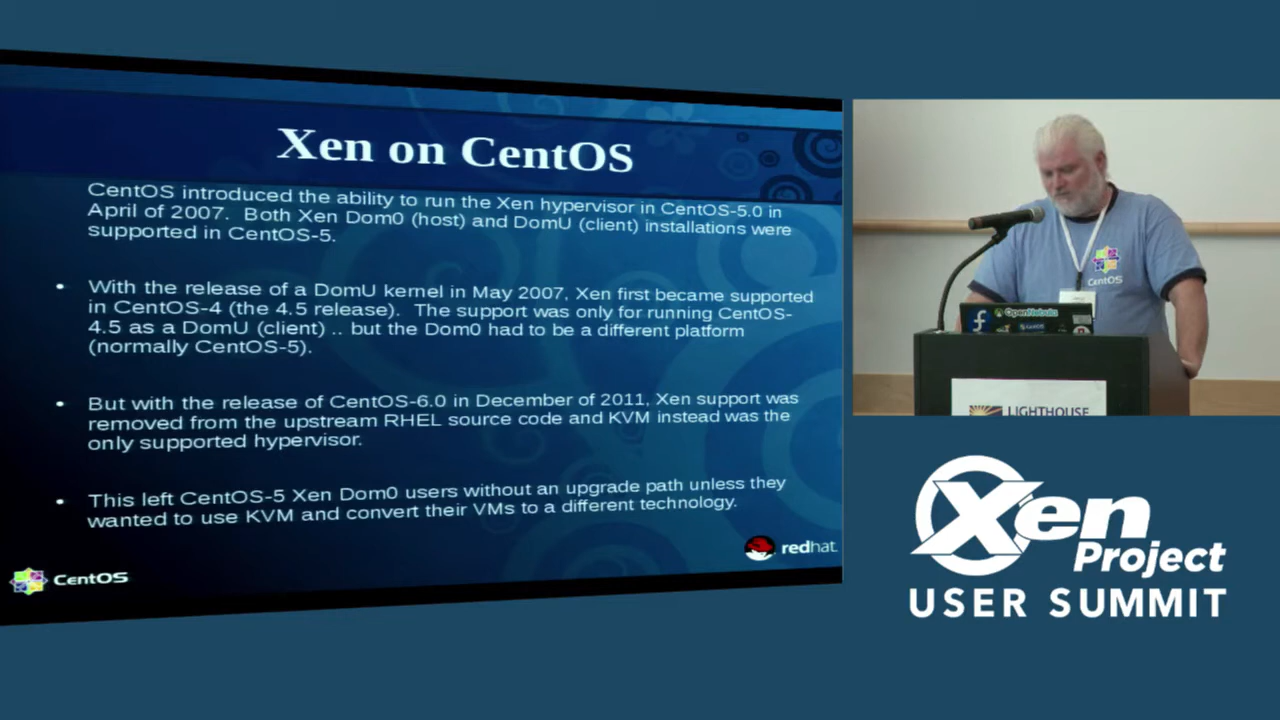 Xen on CentOS
CentOS introduced the ability to run the Xen hypervisor in CentOS-5.0 in
April of 2007. Both Xen Dom0 (host) and DomU (client) installations were
supported in CentOS-5.
• With the release of a DomU kernel in May 2007, Xen first became supported
in CentOS-4 (the 4.5 release). The support was only for running CentOS-
4.5 as a DomU (client) .. but the Dom0 had to be a different platform
(normally CentOS-5).
• But with the release of CentOS-6.0 in December of 2011, Xen support was
removed from the upstream RHEL source code and KVM instead was the
only supported hypervisor.
• This left CentOS-5 Xen Dom0 users without an upgrade path unless they
wanted to use KVM and convert their VMs to a different technology.
redhat.
CentOS
CentOS
OpenNebula
LIGHTHOUSE
Xen
Project
USER SUMMIT